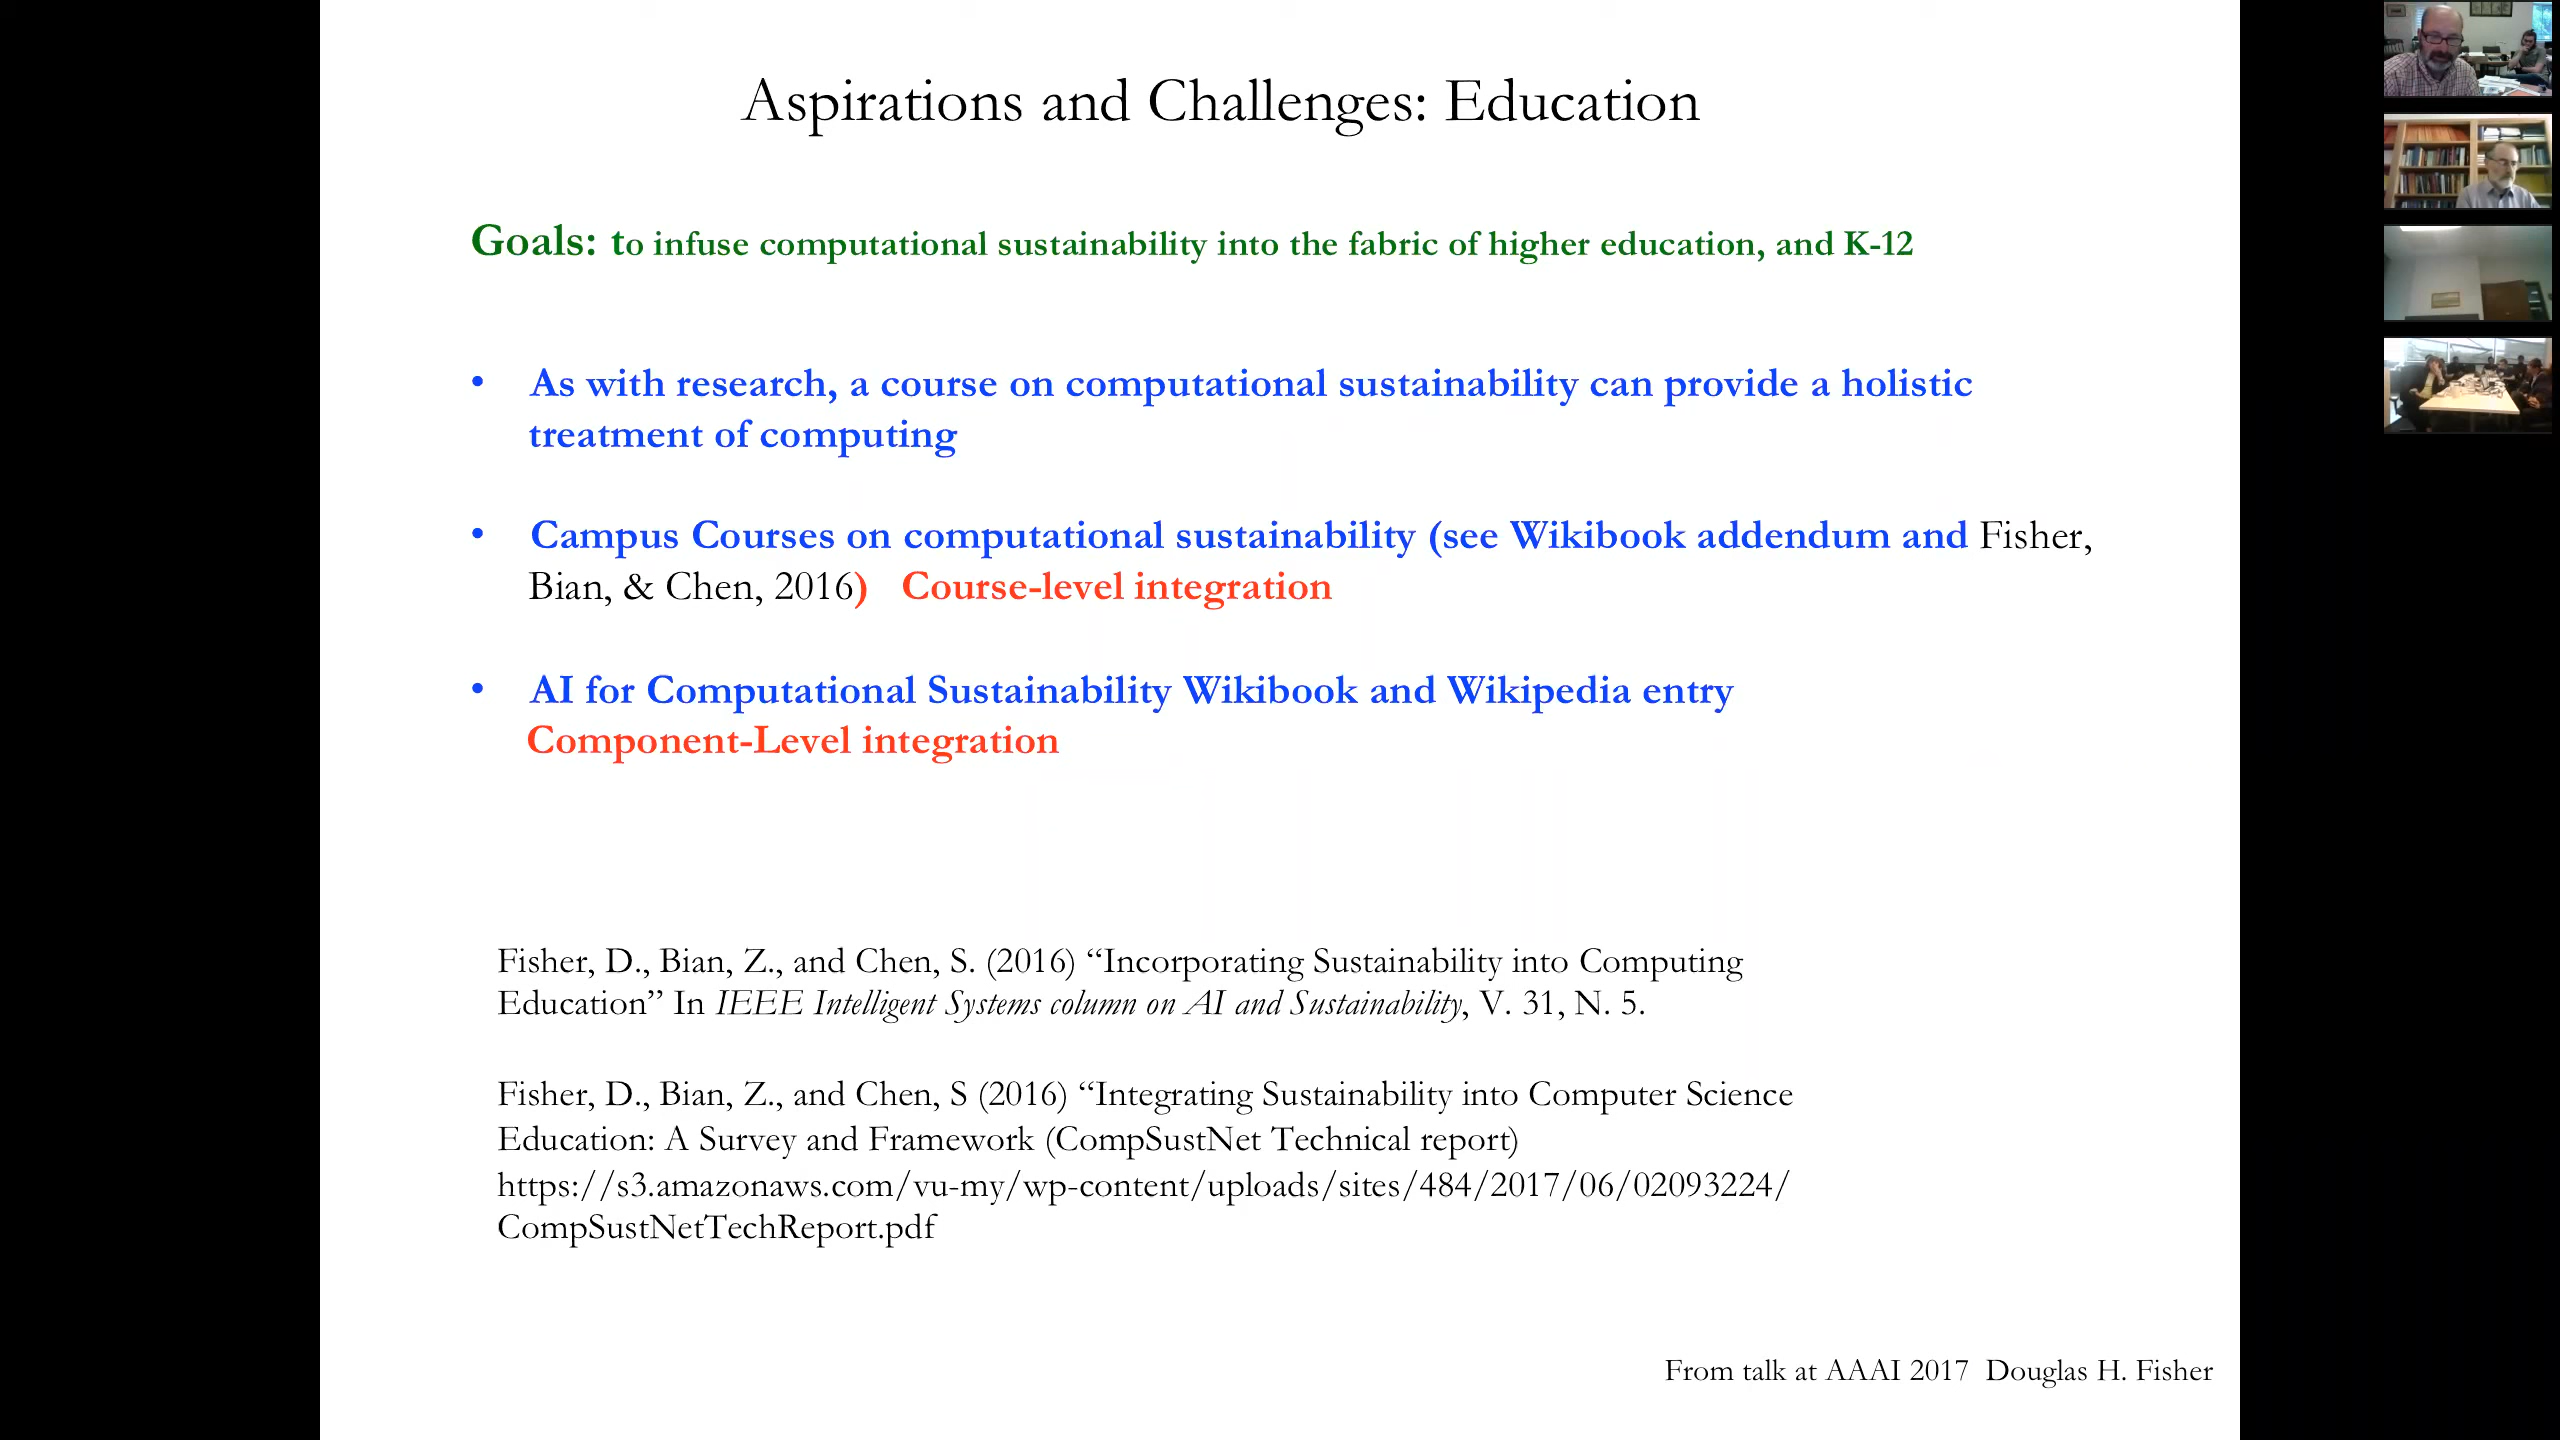 Aspirations and Challenges: Education
Goals: to infuse computational sustainability into the fabric of higher education, and K-12
• As with research, a course on computational sustainability can provide a holistic
treatment of computing
• Campus Courses on computational sustainability (see Wikibook addendum and Fisher,
Bian, & Chen, 2016) Course-level integration
• AI for Computational Sustainability Wikibook and Wikipedia entry
Component-Level integration
Fisher, D., Bian, Z., and Chen, S. (2016) “Incorporating Sustainability into Computing
Education” In IEEE Intelligent Systems column on AI and Sustainability, V. 31, N. 5.
Fisher, D., Bian, Z., and Chen, S (2016) “Integrating Sustainability into Computer Science
Education: A Survey and Framework (CompSustNet Technical report)
https://s3.amazonaws.com/vu-my/wp-content/uploads/sites/484/2017/06/02093224/
CompSustNetTechReport.pdf
From talk at AAAI 2017 Douglas H. Fisher